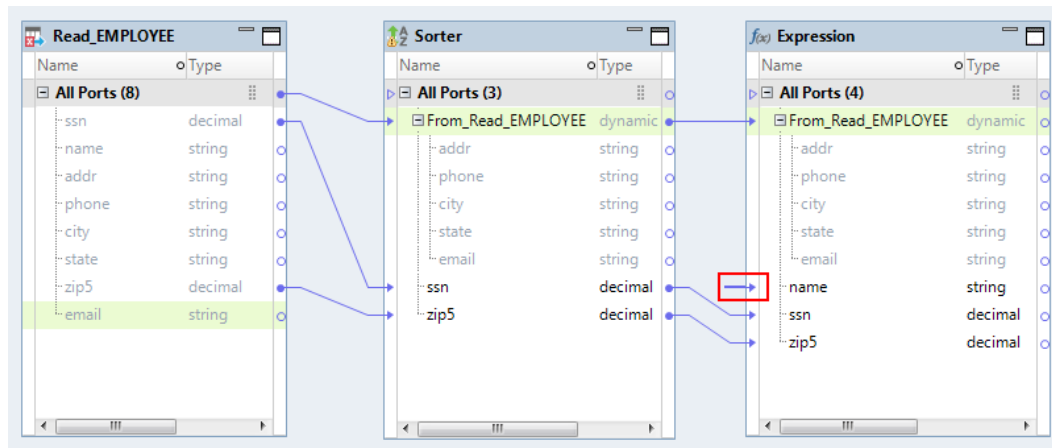 Read_EMPLOYEE
Name Type
All Ports (8)
ssn decimal
name string
addr string
phone string
city string
state string
zip5 decimal
email string
Sorter
Name Type
All Ports (3)
From_Read_EMPLOYEE dynamic
addr string
phone string
city string
state string
email string
ssn decimal
zip5 decimal
f(x) Expression
Name Type
All Ports (4)
From_Read_EMPLOYEE dynamic
addr string
phone string
city string
state string
email string
name string
ssn decimal
zip5 decimal